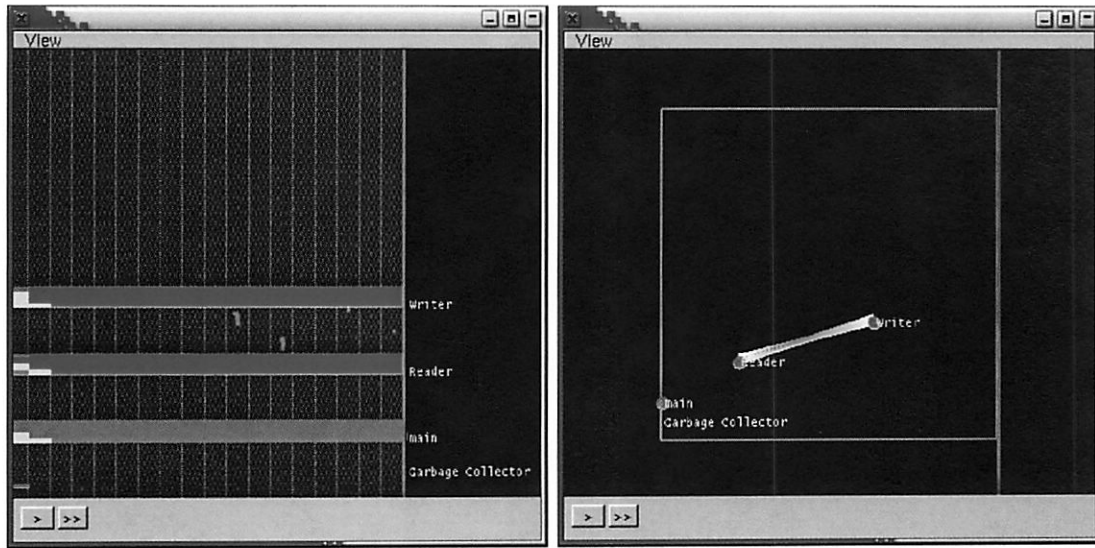 View
Writer
Reader
main
Garbage Collector
> >>
View
Writer
Reader
main
Garbage Collector
> >>